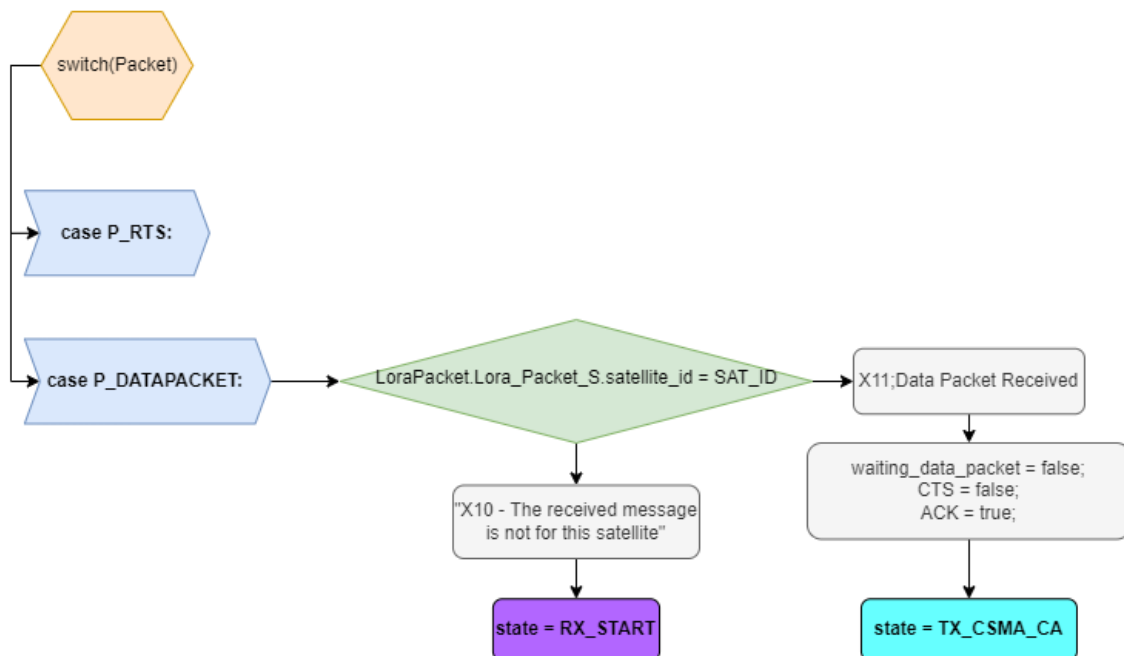 switch(Packet)
case P_RTS:
case P_DATAPACKET:
LoraPacket.Lora_Packet_S.satellite_id = SAT_ID
X11;Data Packet Received
waiting_data_packet = false;
CTS = false;
ACK = true;
"X10 - The received message
is not for this satellite"
state = RX_START
state = TX_CSMA_CA